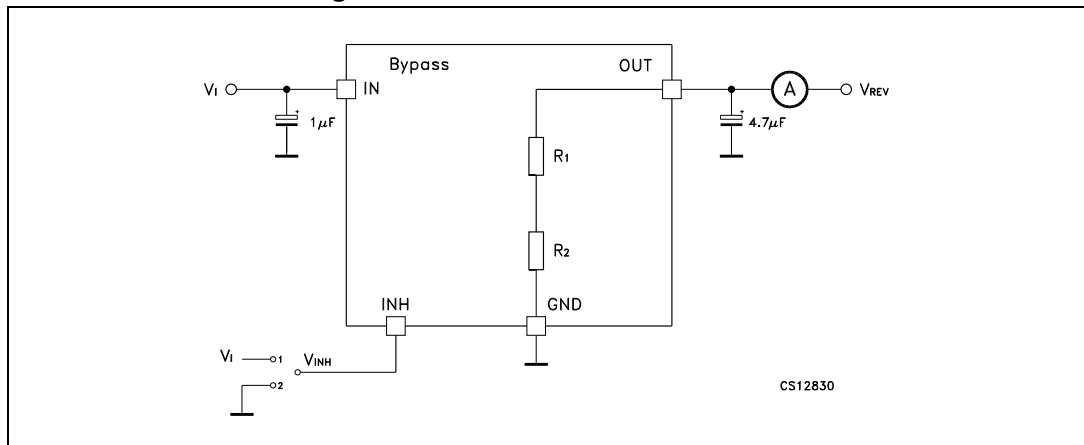 Bypass
OUT
VI
IN
A
VREV
1μF
4.7μF
R1
R2
INH
GND
VI
1
VINH
2
CS12830